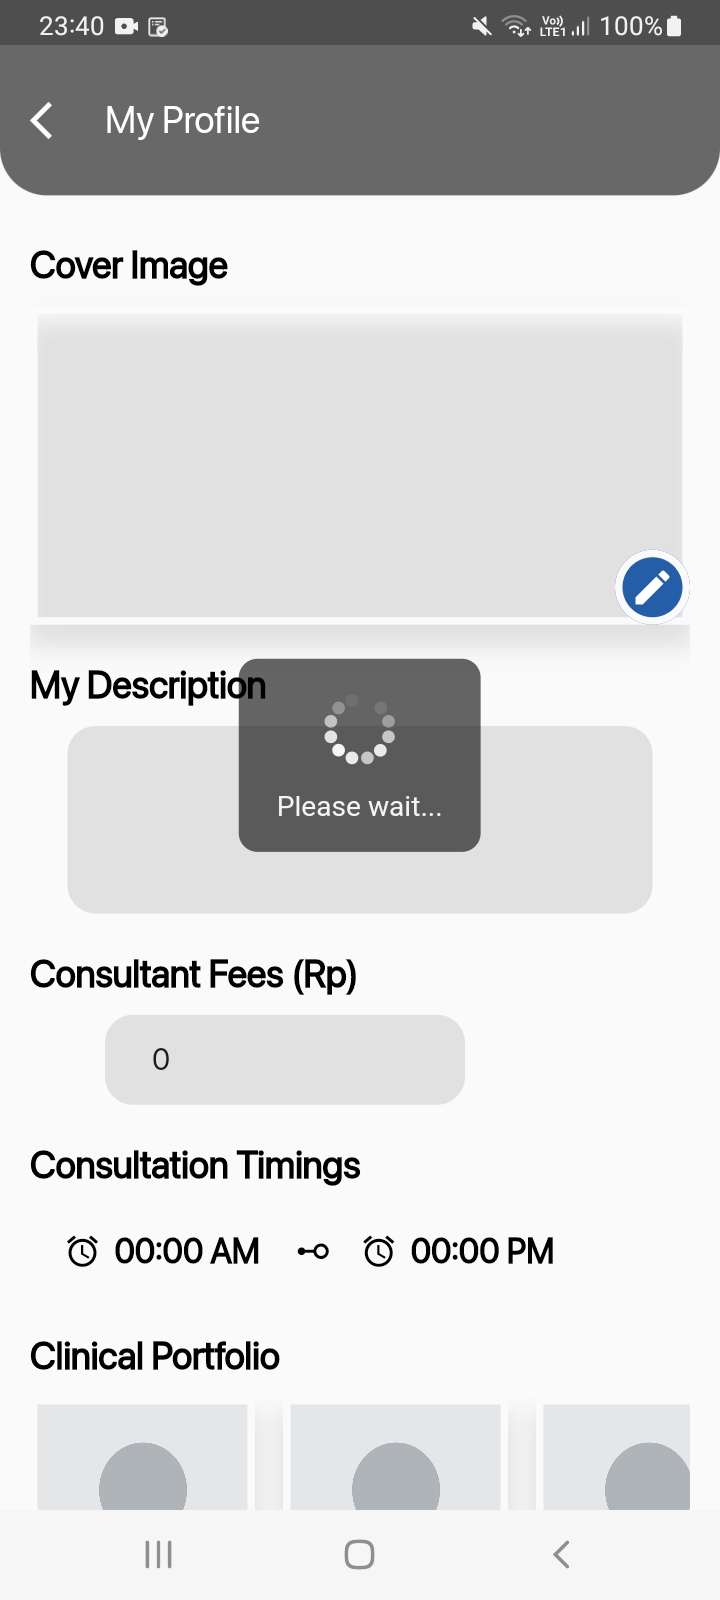 23:40
Vo)) LTE1 100%
My Profile
Cover Image
My Description
Please wait...
Consultant Fees (Rp)
0
Consultation Timings
00:00 AM 00:00 PM
Clinical Portfolio